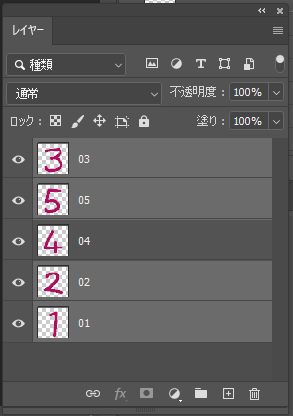 レイヤー
種類
通常
不透明度： 100%
ロック： 塗り： 100%
3 03
5 05
4 04
2 02
1 01
fx